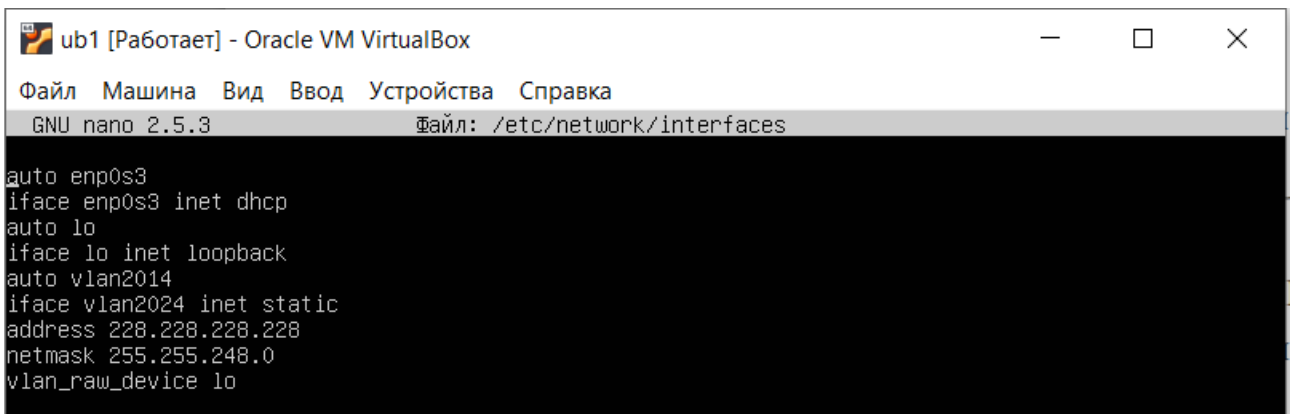 ub1 [Работает] - Oracle VM VirtualBox
Файл Машина Вид Ввод Устройства Справка
GNU nano 2.5.3 Файл: /etc/network/interfaces
auto enp0s3
iface enp0s3 inet dhcp
auto lo
iface lo inet loopback
auto vlan2014
iface vlan2024 inet static
address 228.228.228.228
netmask 255.255.248.0
vlan_raw_device lo